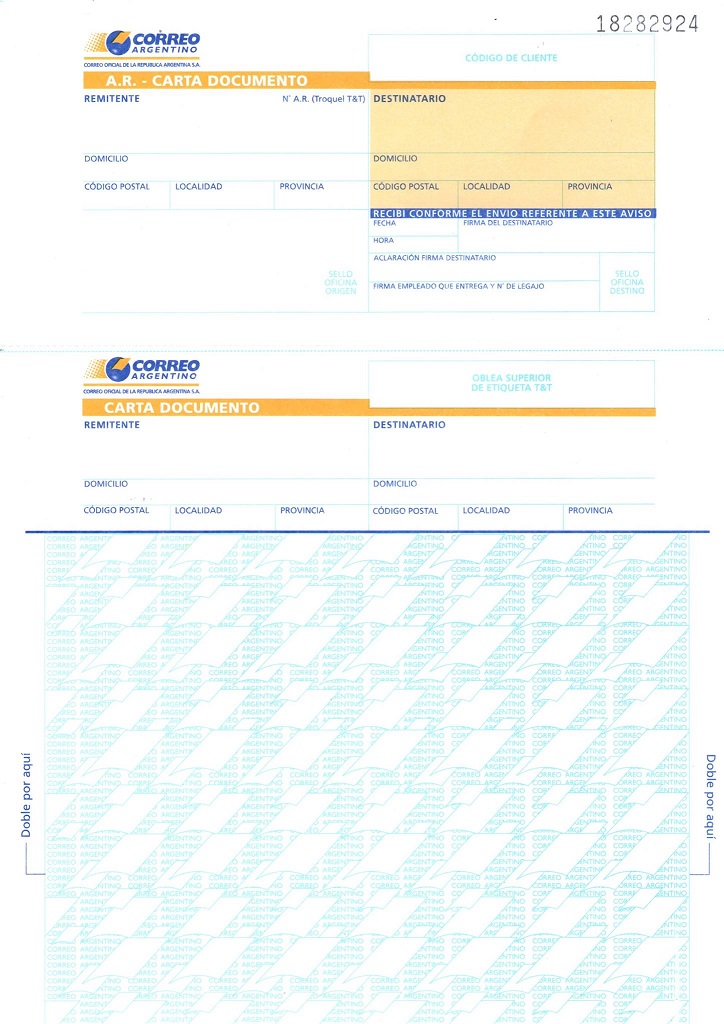 18282924
CORREO
ARGENTINO
CORREO OFICIAL DE LA REPUBLICA ARGENTINA S.A.
CÓDIGO DE CLIENTE
A.R. - CARTA DOCUMENTO
REMITENTE N° A.R. (Troquel T&T) DESTINATARIO
DOMICILIO DOMICILIO
CÓDIGO POSTAL LOCALIDAD PROVINCIA CÓDIGO POSTAL LOCALIDAD PROVINCIA
RECIBI CONFORME EL ENVIO REFERENTE A ESTE AVISO
FECHA FIRMA DEL DESTINATARIO
HORA
ACLARACIÓN FIRMA DESTINATARIO
SELLO
OFICINA
ORIGEN
FIRMA EMPLEADO QUE ENTREGA Y N° DE LEGAJO
SELLO
OFICINA
DESTINO
CORREO
ARGENTINO
CORREO OFICIAL DE LA REPUBLICA ARGENTINA S.A.
OBLEA SUPERIOR
DE ETIQUETA T&T
CARTA DOCUMENTO
REMITENTE DESTINATARIO
DOMICILIO DOMICILIO
CÓDIGO POSTAL LOCALIDAD PROVINCIA CÓDIGO POSTAL LOCALIDAD PROVINCIA
CORREO ARGENTINO
Doble por aquí
Doble por aquí